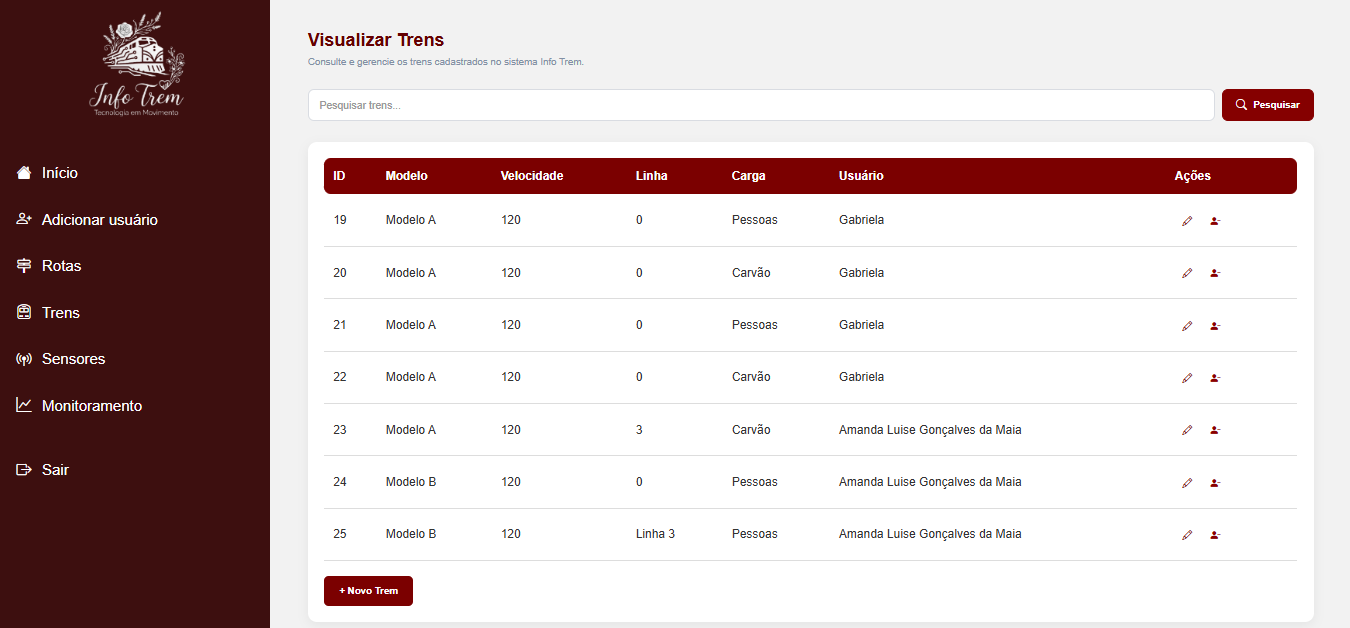 Info Trem
Tecnologia em Movimento
Início
Adicionar usuário
Rotas
Trens
Sensores
Monitoramento
Sair
Visualizar Trens
Consulte e gerencie os trens cadastrados no sistema Info Trem.
Pesquisar trens...
Pesquisar
ID Modelo Velocidade Linha Carga Usuário Ações
19 Modelo A 120 0 Pessoas Gabriela
20 Modelo A 120 0 Carvão Gabriela
21 Modelo A 120 0 Pessoas Gabriela
22 Modelo A 120 0 Carvão Gabriela
23 Modelo A 120 3 Carvão Amanda Luise Gonçalves da Maia
24 Modelo B 120 0 Pessoas Amanda Luise Gonçalves da Maia
25 Modelo B 120 Linha 3 Pessoas Amanda Luise Gonçalves da Maia
+ Novo Trem